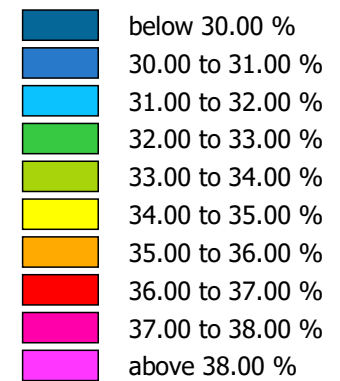 below 30.00 %
30.00 to 31.00 %
31.00 to 32.00 %
32.00 to 33.00 %
33.00 to 34.00 %
34.00 to 35.00 %
35.00 to 36.00 %
36.00 to 37.00 %
37.00 to 38.00 %
above 38.00 %